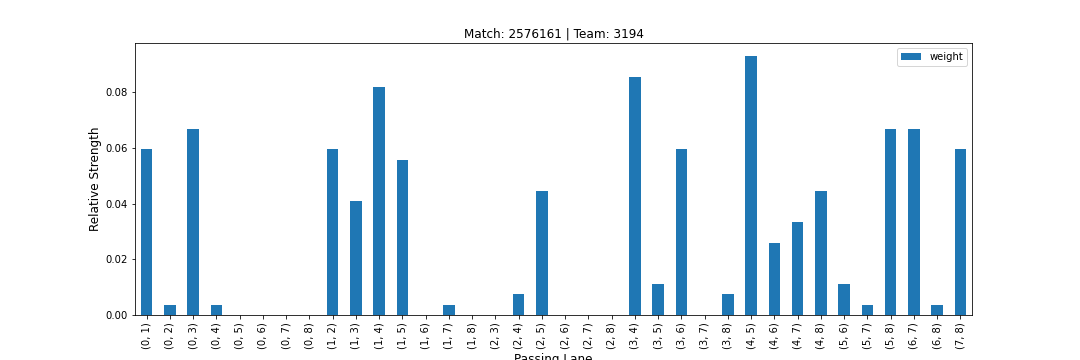 Match: 2576161 | Team: 3194
weight
Relative Strength
0.08
0.06
0.04
0.02
0.00
(0, 1) (0, 2) (0, 3) (0, 4) (0, 5) (0, 6) (0, 7) (0, 8) (1, 2) (1, 3) (1, 4) (1, 5) (1, 6) (1, 7) (1, 8) (2, 3) (2, 4) (2, 5) (2, 6) (2, 7) (2, 8) (3, 4) (3, 5) (3, 6) (3, 7) (3, 8) (4, 5) (4, 6) (4, 7) (4, 8) (5, 6) (5, 7) (5, 8) (6, 7) (6, 8) (7, 8)
Passing Lane